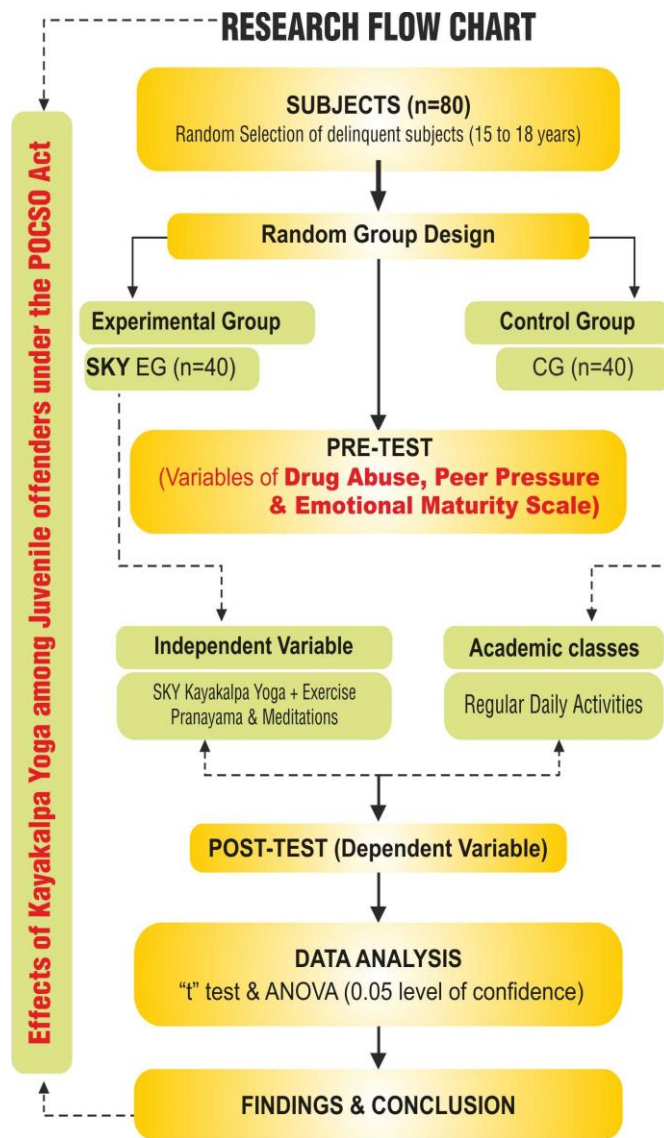 RESEARCH FLOW CHART
Effects of Kayakalpa Yoga among Juvenile offenders under the POCSO Act
SUBJECTS (n=80)
Random Selection of delinquent subjects (15 to 18 years)
Random Group Design
Experimental Group
SKY EG (n=40)
Control Group
CG (n=40)
PRE-TEST
(Variables of Drug Abuse, Peer Pressure
& Emotional Maturity Scale)
Independent Variable
SKY Kayakalpa Yoga + Exercise
Pranayama & Meditations
Academic classes
Regular Daily Activities
POST-TEST (Dependent Variable)
DATA ANALYSIS
“t” test & ANOVA (0.05 level of confidence)
FINDINGS & CONCLUSION